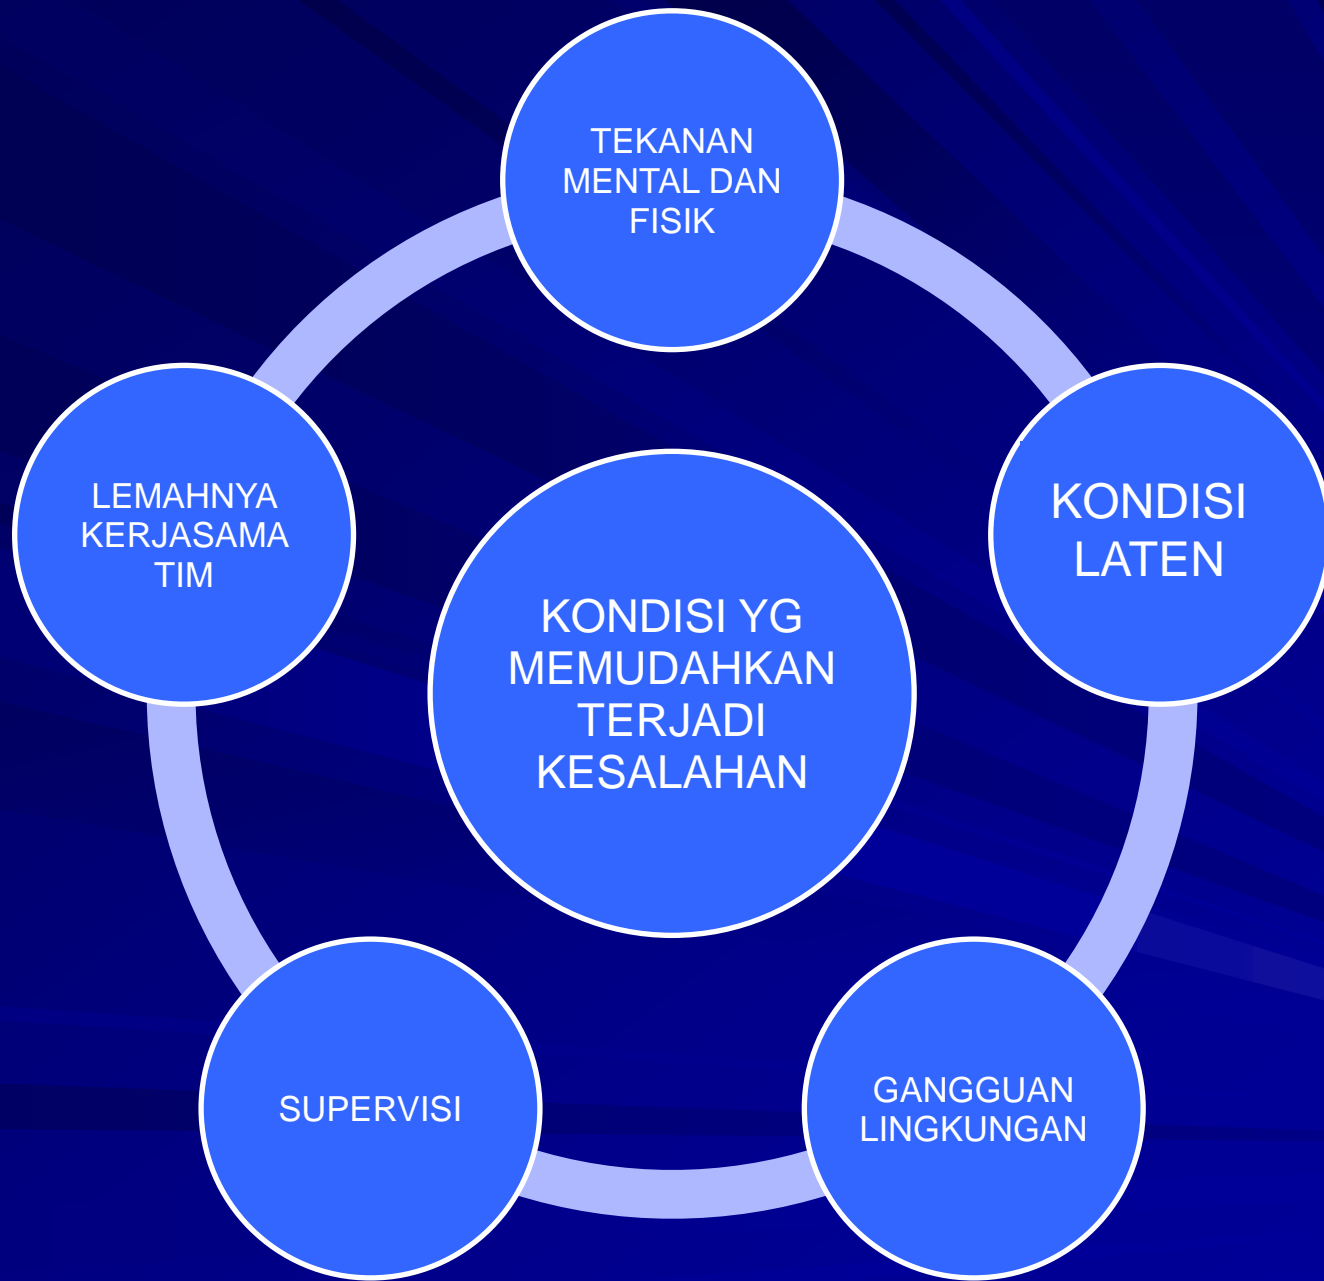 TEKANAN
MENTAL DAN
FISIK
KONDISI
LATEN
GANGGUAN
LINGKUNGAN
SUPERVISI
LEMAHNYA
KERJASAMA
TIM
KONDISI YG
MEMUDAHKAN
TERJADI
KESALAHAN